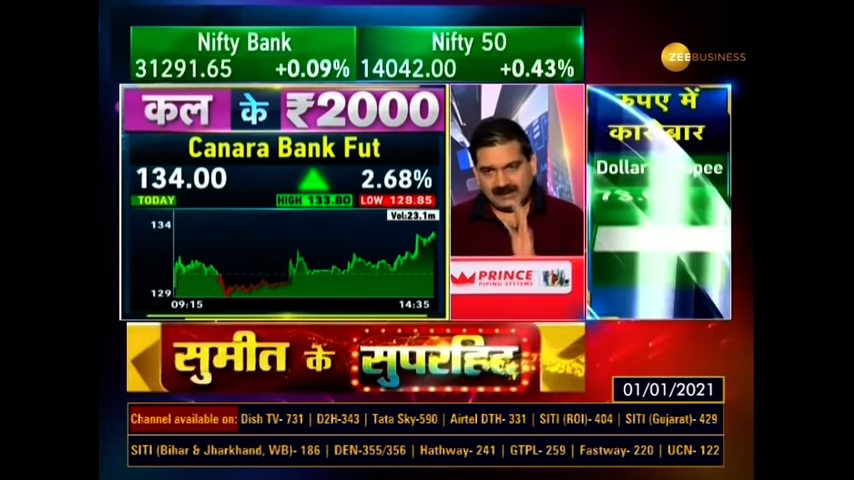 Nifty Bank
31291.65 +0.09%
Nifty 50
14042.00 +0.43%
ZEEBUSINESS
कल के ₹2000
Canara Bank Fut
134.00 2.68%
TODAY HIGH 133.80 LOW 128.85
Vol:23.1m
134
129
09:15 14:35
PRINCE
PIPING SYSTEMS
रुपए में
कारोबार
Dollar
सुमीत के सुपरहिट
01/01/2021
Channel available on: Dish TV- 731 | D2H-343 | Tata Sky-590 | Airtel DTH- 331 | SITI (ROI)- 404 | SITI (Gujarat)- 429
SITI (Bihar & Jharkhand, WB)- 186 | DEN-355/356 | Hathway- 241 | GTPL- 259 | Fastway- 220 | UCN- 122